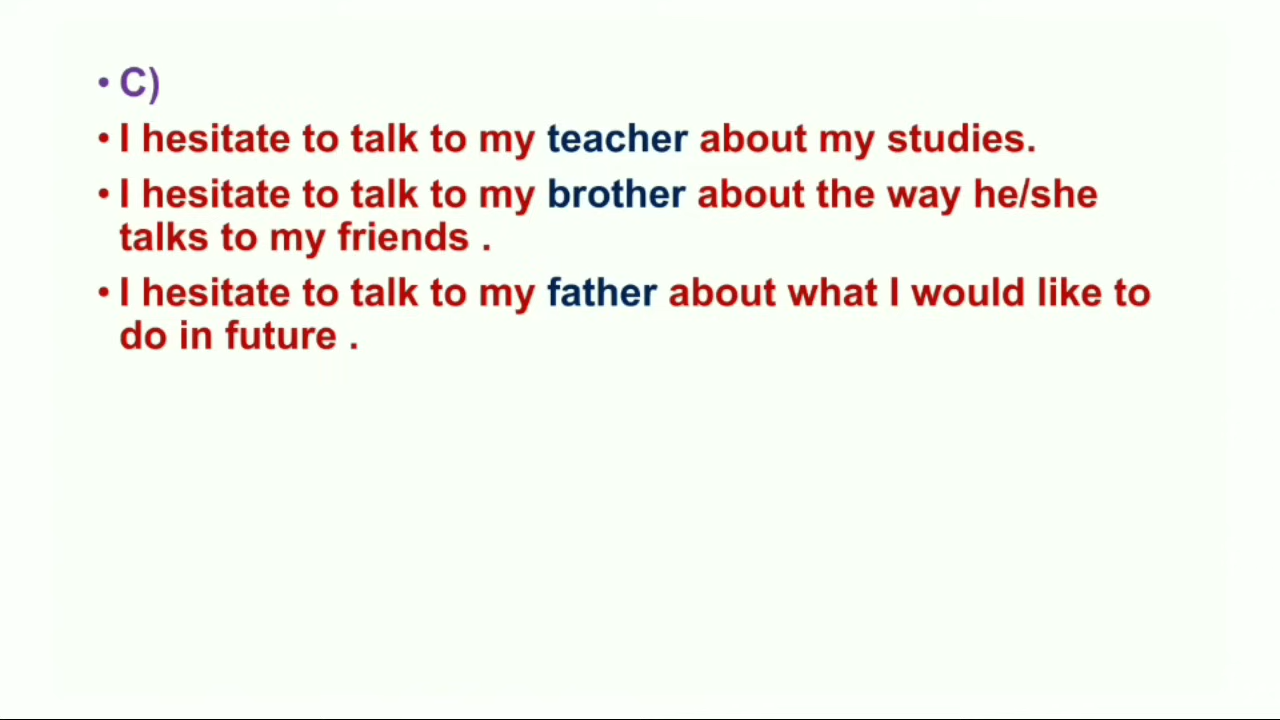 • C)
• I hesitate to talk to my teacher about my studies.
• I hesitate to talk to my brother about the way he/she
talks to my friends .
• I hesitate to talk to my father about what I would like to
do in future .